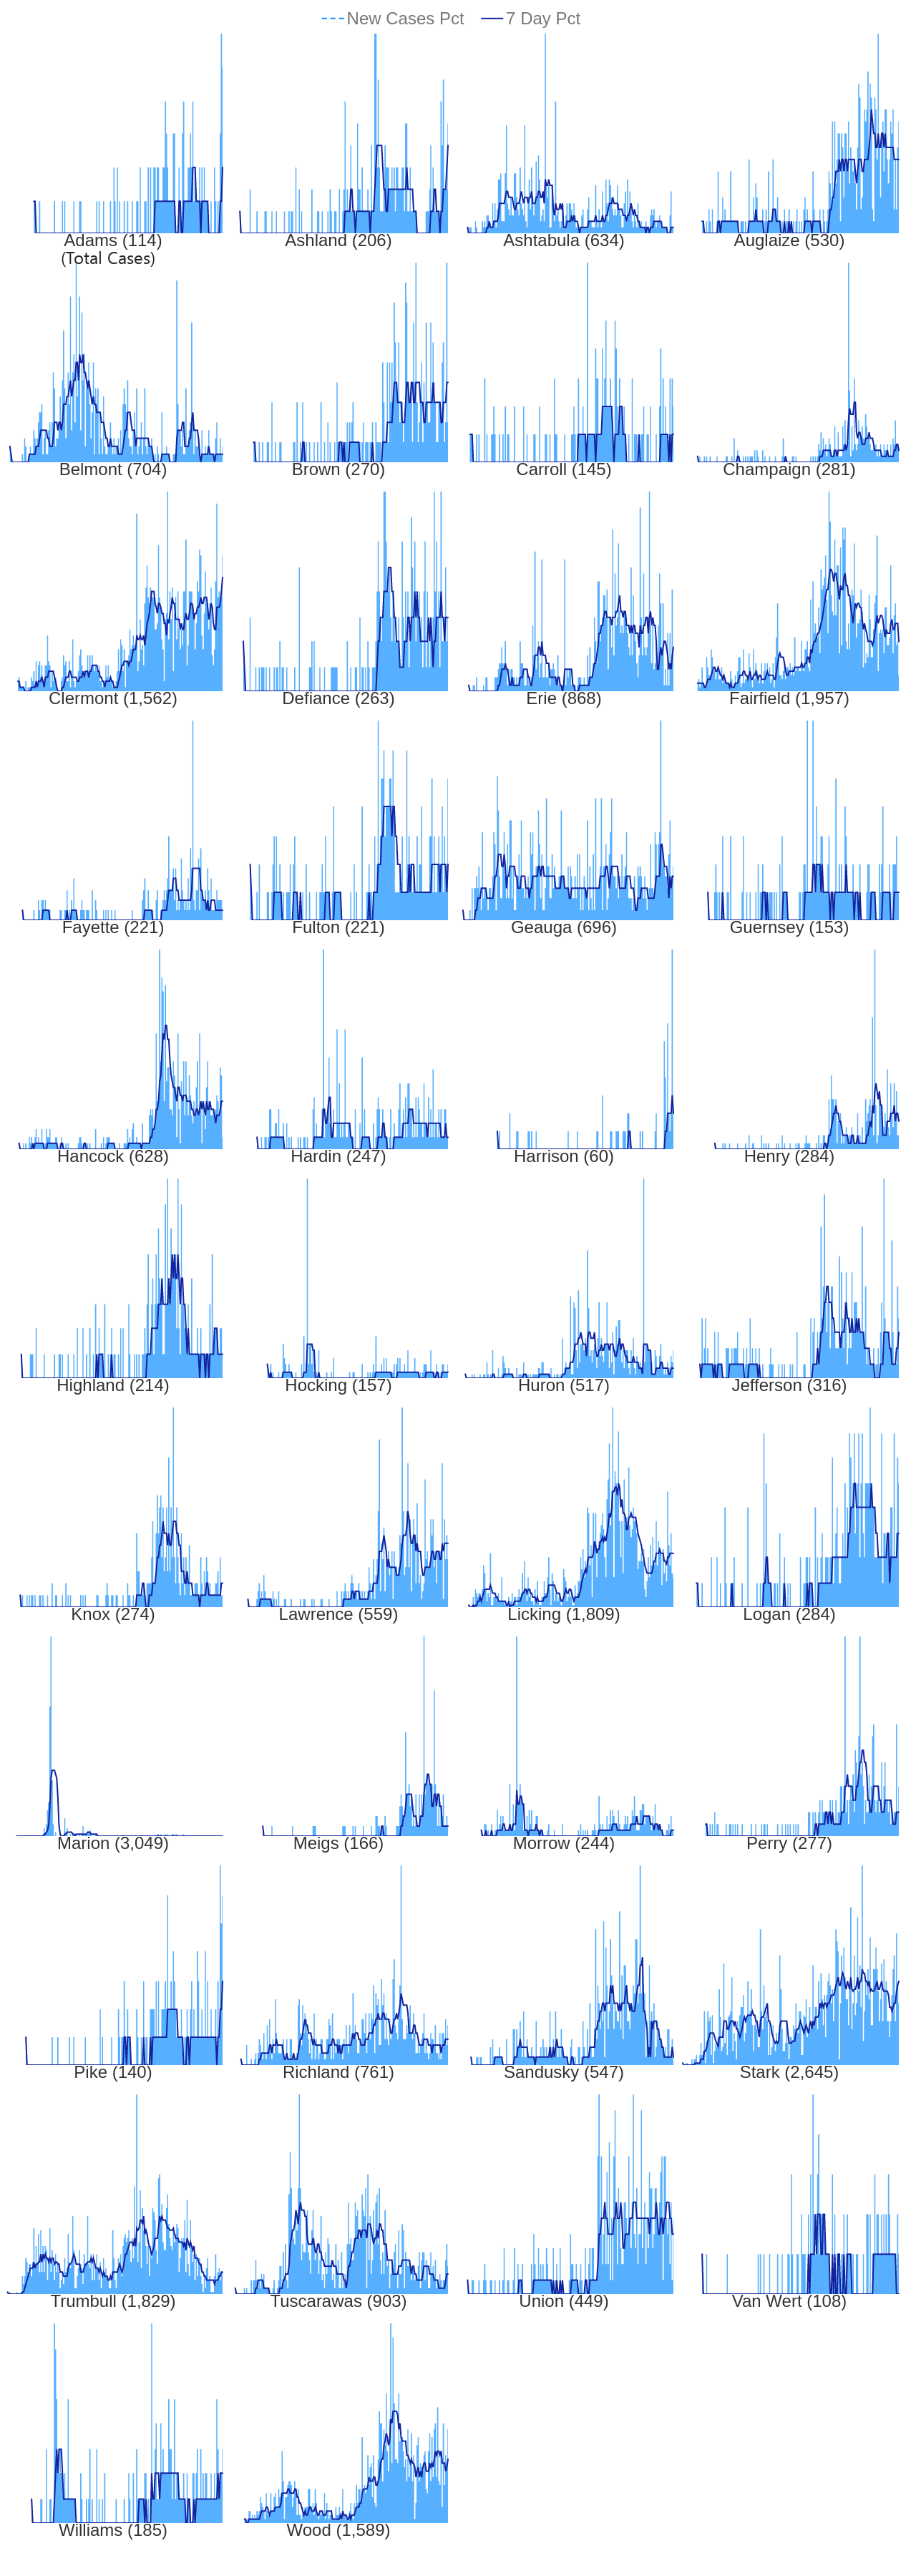 New Cases Pct 7 Day Pct
Adams (114) Ashland (206) Ashtabula (634) Auglaize (530)
(Total Cases)
Belmont (704) Brown (270) Carroll (145) Champaign (281)
Clermont (1,562) Defiance (263) Erie (868) Fairfield (1,957)
Fayette (221) Fulton (221) Geauga (696) Guernsey (153)
Hancock (628) Hardin (247) Harrison (60) Henry (284)
Highland (214) Hocking (157) Huron (517) Jefferson (316)
Knox (274) Lawrence (559) Licking (1,809) Logan (284)
Marion (3,049) Meigs (166) Morrow (244) Perry (277)
Pike (140) Richland (761) Sandusky (547) Stark (2,645)
Trumbull (1,829) Tuscarawas (903) Union (449) Van Wert (108)
Williams (185) Wood (1,589)